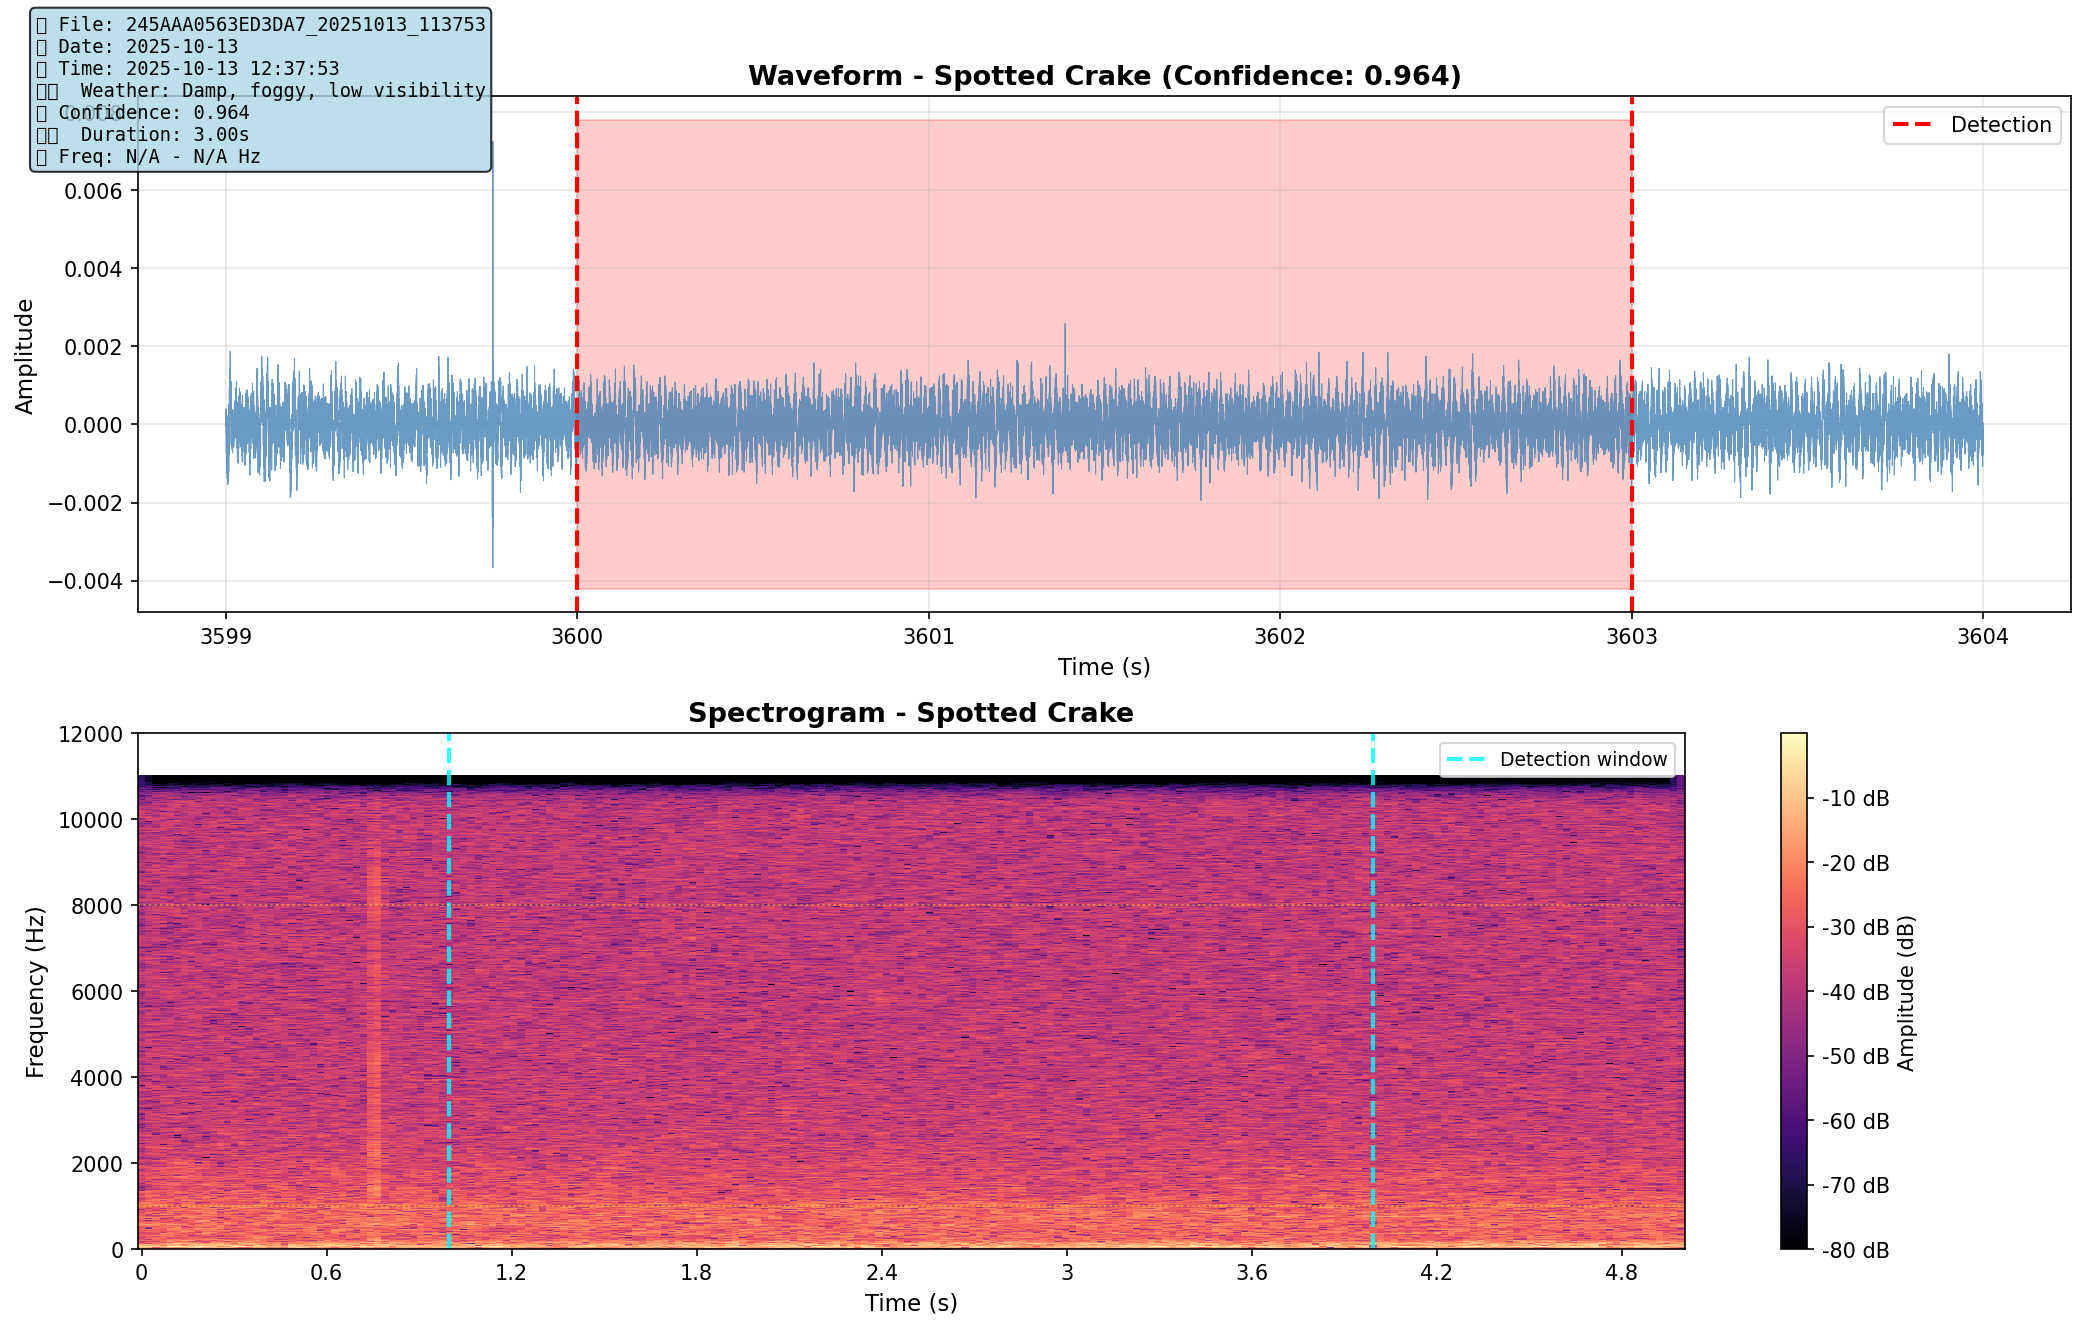 ▯ File: 245AAA0563ED3DA7_20251013_113753
▯ Date: 2025-10-13
▯ Time: 2025-10-13 12:37:53
▯▯ Weather: Damp, foggy, low visibility
▯ Confidence: 0.964
▯▯ Duration: 3.00s
▯ Freq: N/A - N/A Hz
Waveform - Spotted Crake (Confidence: 0.964)
Detection
Amplitude
0.008
0.006
0.004
0.002
0.000
−0.002
−0.004
3599 3600 3601 3602 3603 3604
Time (s)
Spectrogram - Spotted Crake
Detection window
Frequency (Hz)
12000
10000
8000
6000
4000
2000
0
0 0.6 1.2 1.8 2.4 3 3.6 4.2 4.8
Time (s)
-10 dB
-20 dB
-30 dB
-40 dB
-50 dB
-60 dB
-70 dB
-80 dB
Amplitude (dB)